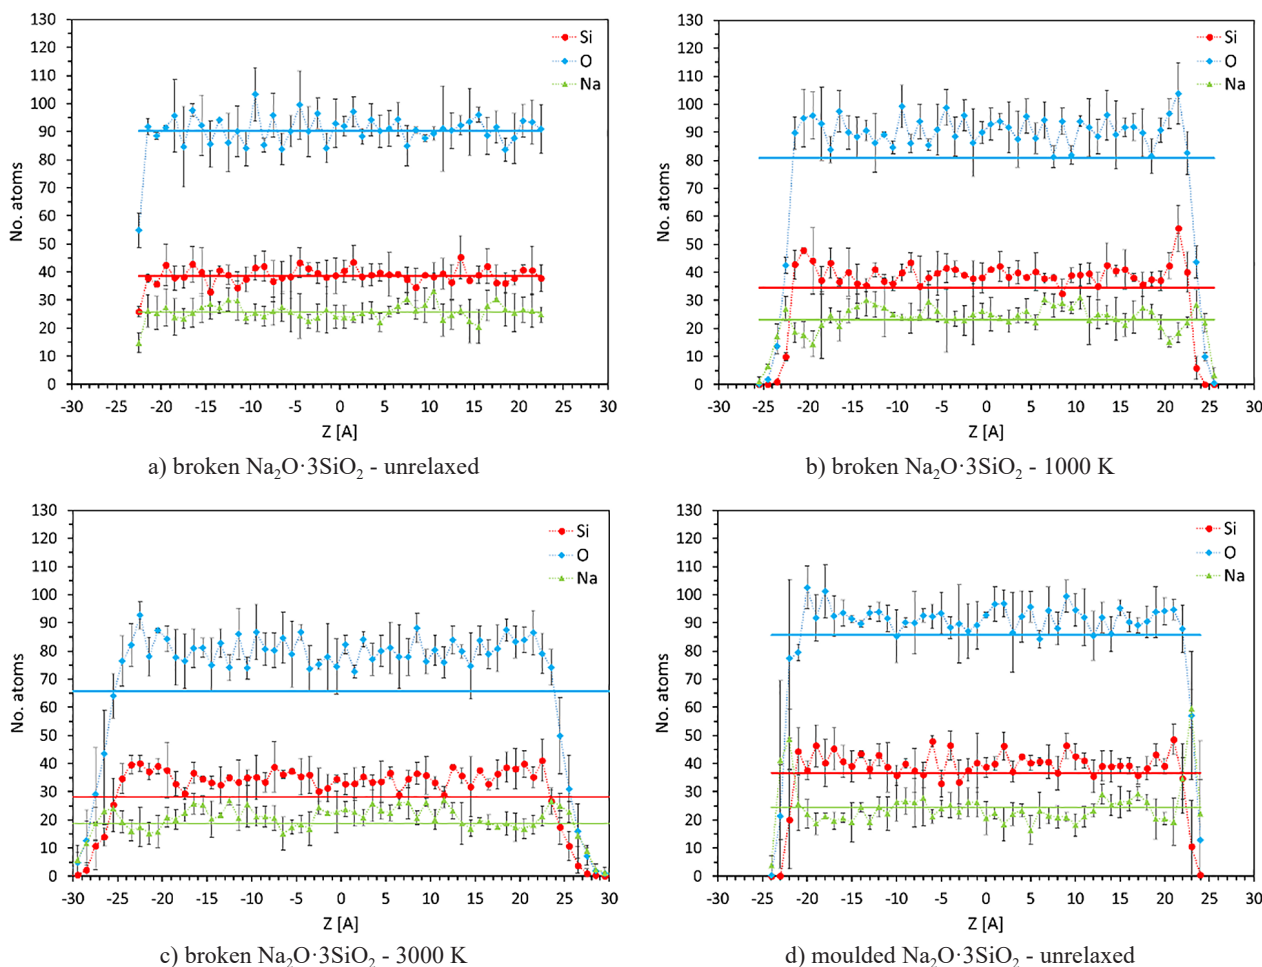 130
120
110
100
90
80
70
60
50
40
30
20
10
0
No. atoms
Si
O
Na
-30 -25 -20 -15 -10 -5 0 5 10 15 20 25 30
Z [A]
a) broken Na₂O·3SiO₂ - unrelaxed
130
120
110
100
90
80
70
60
50
40
30
20
10
0
No. atoms
Si
O
Na
-30 -25 -20 -15 -10 -5 0 5 10 15 20 25 30
Z [A]
b) broken Na₂O·3SiO₂ - 1000 K
130
120
110
100
90
80
70
60
50
40
30
20
10
0
No. atoms
Si
O
Na
-30 -25 -20 -15 -10 -5 0 5 10 15 20 25 30
Z [A]
c) broken Na₂O·3SiO₂ - 3000 K
130
120
110
100
90
80
70
60
50
40
30
20
10
0
No. atoms
Si
O
Na
-30 -25 -20 -15 -10 -5 0 5 10 15 20 25 30
Z [A]
d) moulded Na₂O·3SiO₂ - unrelaxed